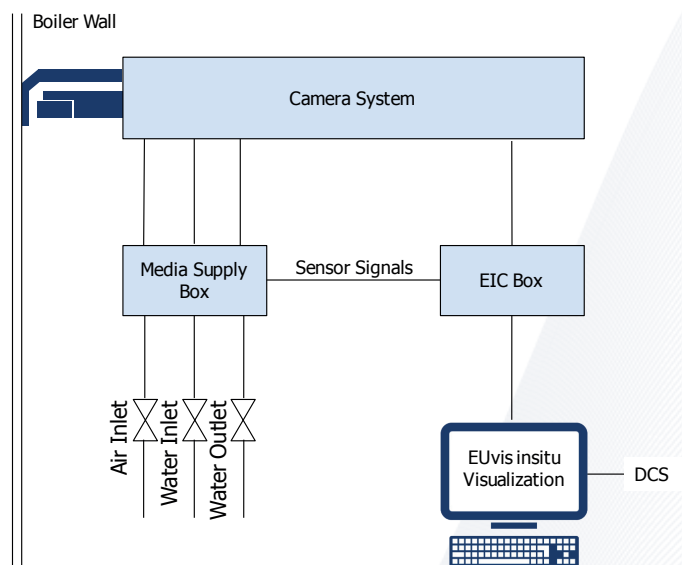 Boiler Wall
Camera System
Media Supply
Box
Sensor Signals
EIC Box
Air Inlet
Water Inlet
Water Outlet
EUvis insitu
Visualization
DCS